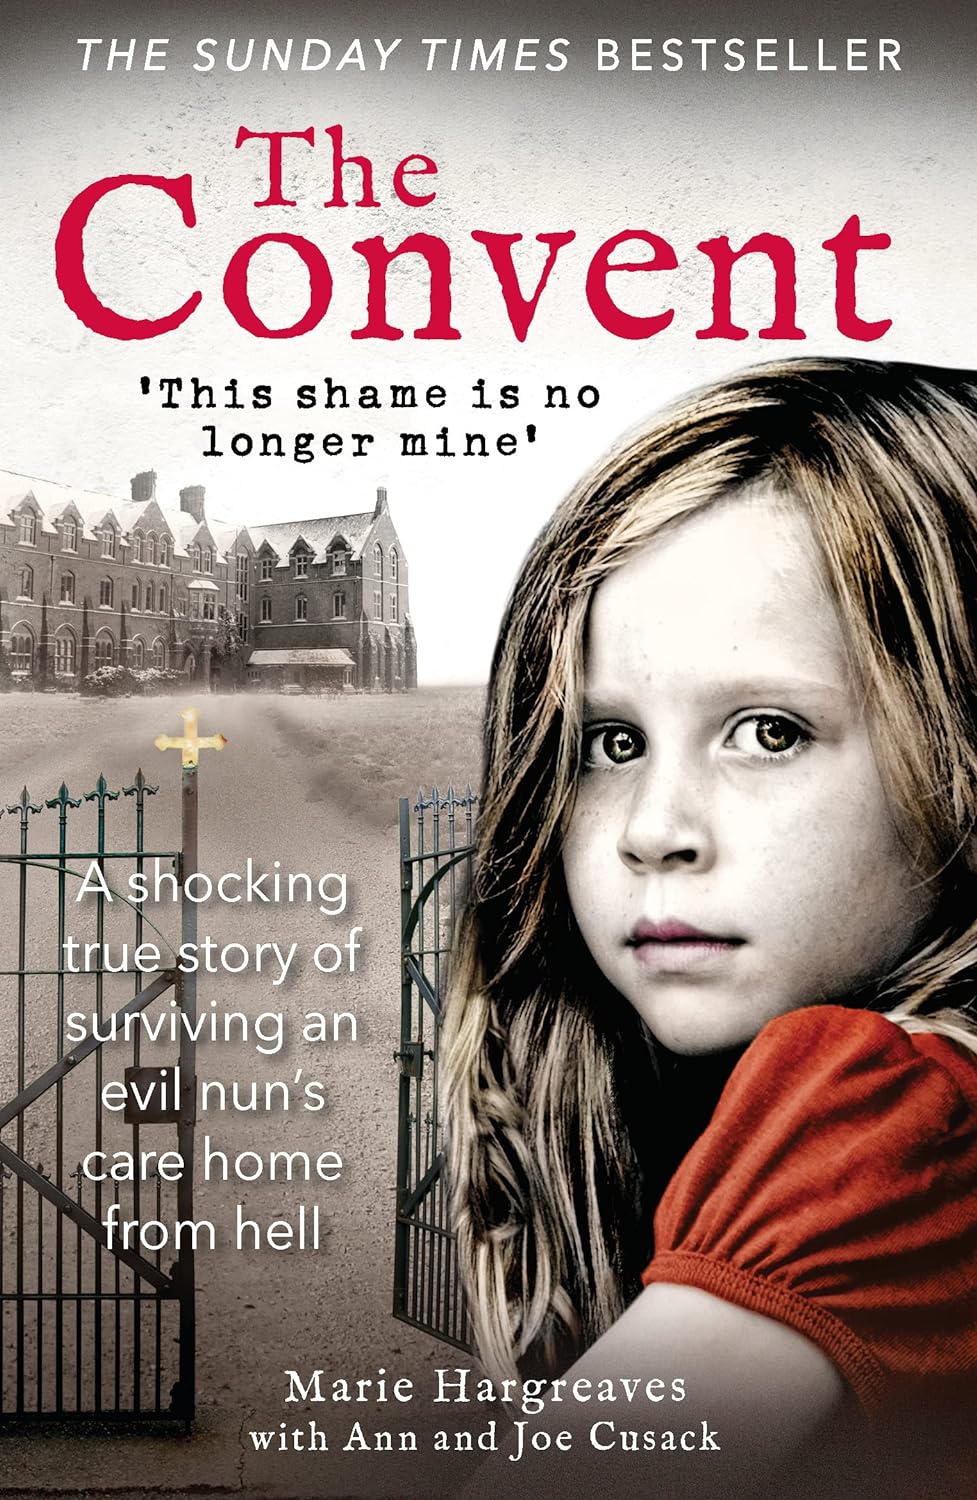 THE SUNDAY TIMES BESTSELLER
The
Convent
'This shame is no
longer mine'
A shocking
true story of
surviving an
evil nun's
care home
from hell
Marie Hargreaves
with Ann and Joe Cusack